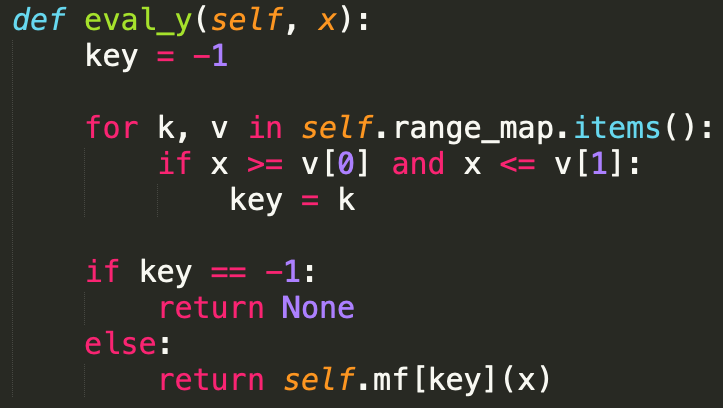 def eval_y(self, x):
    key = -1

    for k, v in self.range_map.items():
        if x >= v[0] and x <= v[1]:
            key = k

    if key == -1:
        return None
    else:
        return self.mf[key](x)